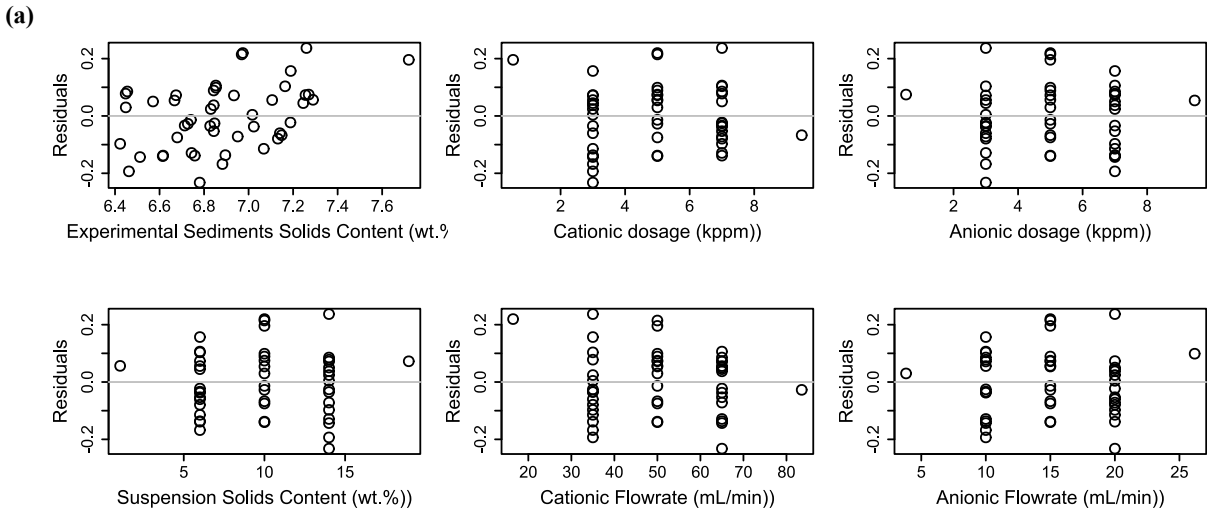 (a)
Residuals
-0.2 0.0 0.2
6.4 6.6 6.8 7.0 7.2 7.4 7.6
Experimental Sediments Solids Content (wt.%
Residuals
-0.2 0.0 0.2
2 4 6 8
Cationic dosage (kppm))
Residuals
-0.2 0.0 0.2
2 4 6 8
Anionic dosage (kppm))
Residuals
-0.2 0.0 0.2
5 10 15
Suspension Solids Content (wt.%))
Residuals
-0.2 0.0 0.2
20 30 40 50 60 70 80
Cationic Flowrate (mL/min))
Residuals
-0.2 0.0 0.2
5 10 15 20 25
Anionic Flowrate (mL/min))